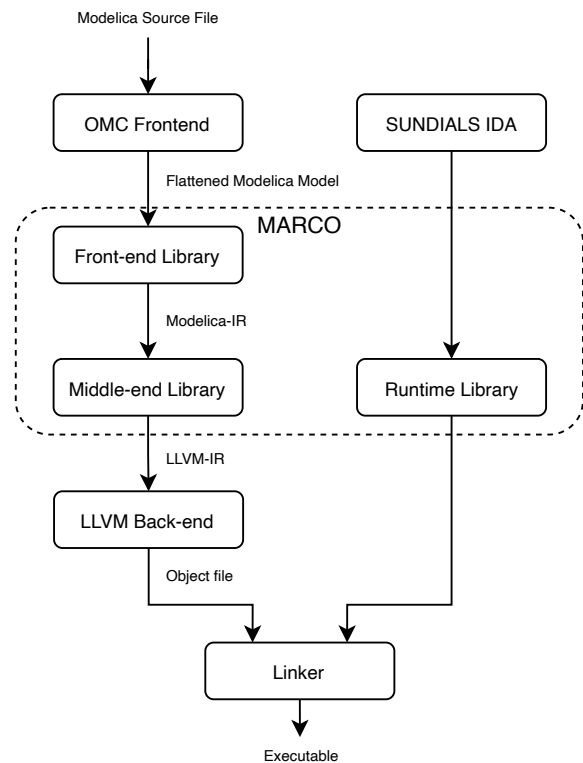 Modelica Source File
OMC Frontend
SUNDIALS IDA
Flattened Modelica Model
MARCO
Front-end Library
Modelica-IR
Middle-end Library
Runtime Library
LLVM-IR
LLVM Back-end
Object file
Linker
Executable